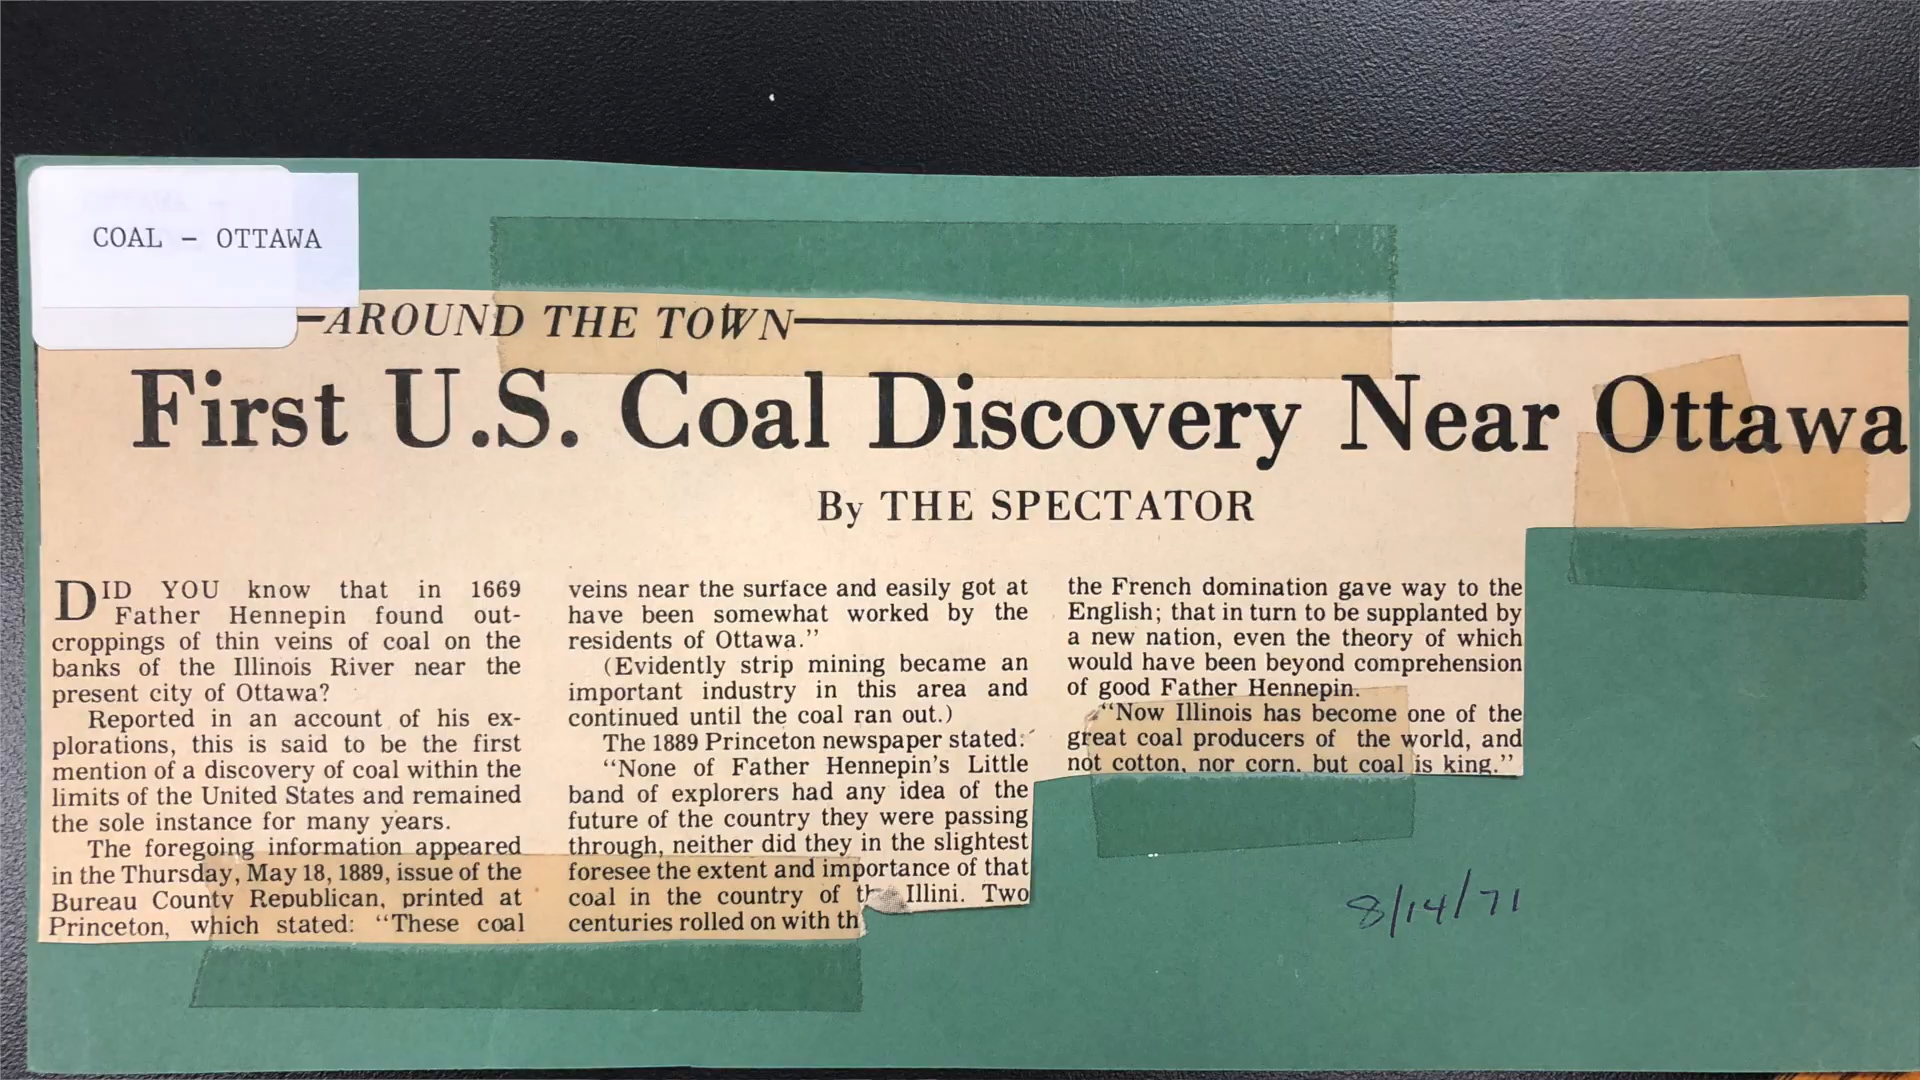 COAL - OTTAWA
AROUND THE TOWN
First U.S. Coal Discovery Near Ottawa
By THE SPECTATOR
DID YOU know that in 1669
Father Hennepin found out-
croppings of thin veins of coal on the
banks of the Illinois River near the
present city of Ottawa?
Reported in an account of his ex-
plorations, this is said to be the first
mention of a discovery of coal within the
limits of the United States and remained
the sole instance for many years.
The foregoing information appeared
in the Thursday, May 18, 1889, issue of the
Bureau County Republican, printed at
Princeton, which stated: "These coal
veins near the surface and easily got at
have been somewhat worked by the
residents of Ottawa."
(Evidently strip mining became an
important industry in this area and
continued until the coal ran out.)
The 1889 Princeton newspaper stated:
"None of Father Hennepin's Little
band of explorers had any idea of the
future of the country they were passing
through, neither did they in the slightest
foresee the extent and importance of that
coal in the country of Illini. Two
centuries rolled on with
the French domination gave way to the
English; that in turn to be supplanted by
a new nation, even the theory of which
would have been beyond comprehension
of good Father Hennepin.
"Now Illinois has become one of the
great coal producers of the world, and
not cotton, nor corn, but coal is king."
8/14/71